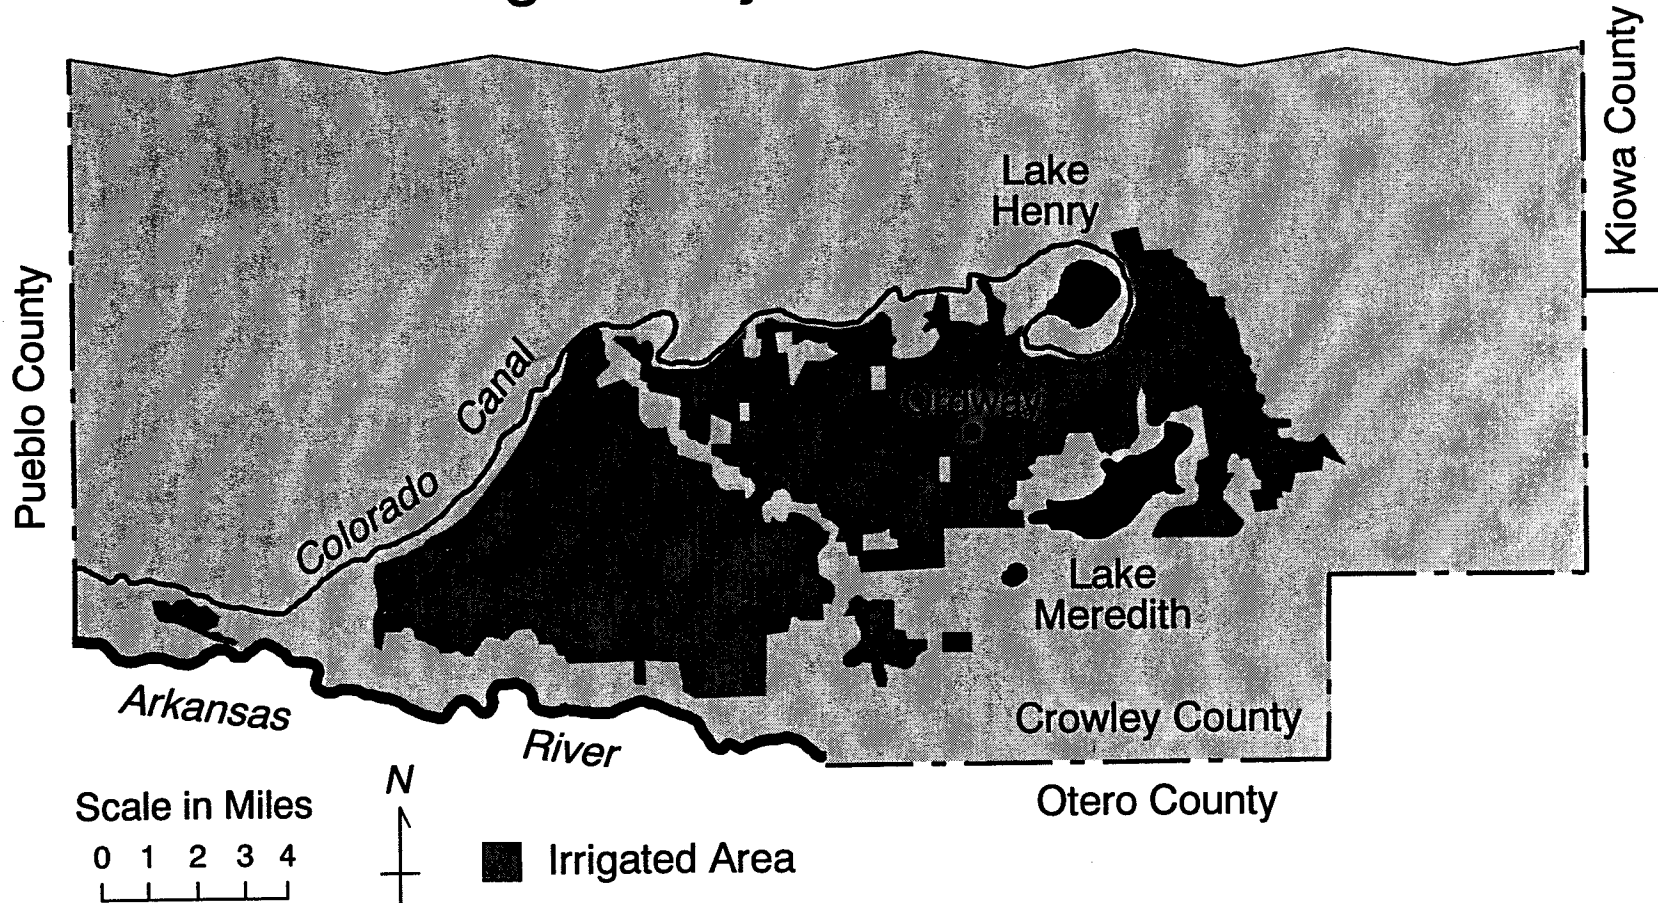 Kiowa County
Lake
Henry
Pueblo County
Canal
Colorado
Lake
Meredith
Arkansas
River
Crowley County
Otero County
N
Scale in Miles
0 1 2 3 4
Irrigated Area